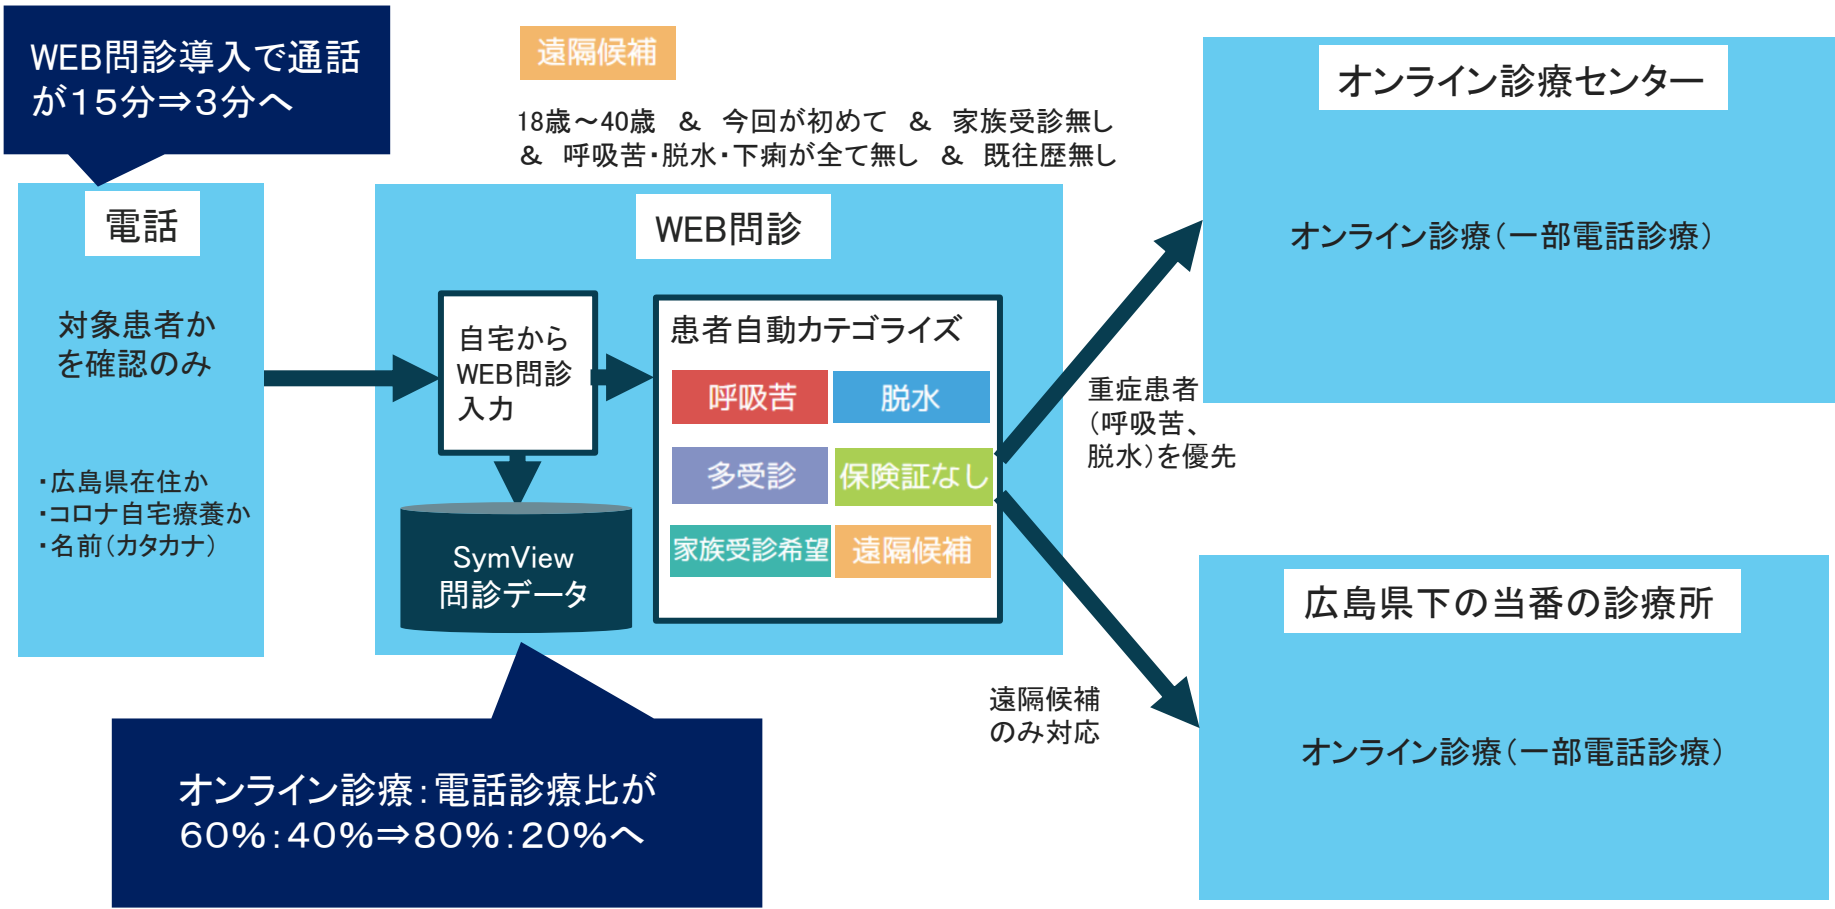 WEB問診導入で通話
が15分⇒3分へ
遠隔候補
18歳～40歳 & 今回が初めて & 家族受診無し
& 呼吸苦・脱水・下痢が全て無し & 既往歴無し
電話
対象患者か
を確認のみ
・広島県在住か
・コロナ自宅療養か
・名前(カタカナ)
WEB問診
自宅から
WEB問診
入力
SymView
問診データ
患者自動カテゴライズ
呼吸苦
脱水
多受診
保険証なし
家族受診希望
遠隔候補
オンライン診療:電話診療比が
60%:40%⇒80%:20%へ
重症患者
(呼吸苦、
脱水)を優先
遠隔候補
のみ対応
オンライン診療センター
オンライン診療(一部電話診療)
広島県下の当番の診療所
オンライン診療(一部電話診療)